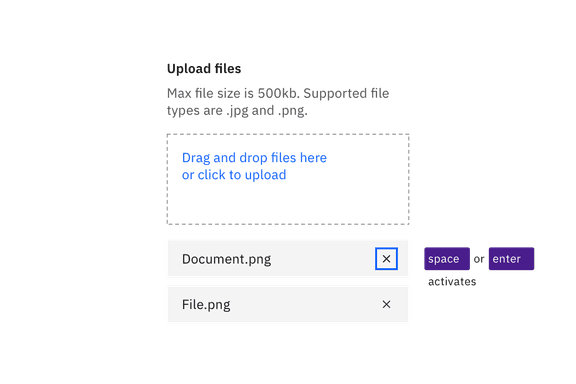 Upload files
Max file size is 500kb. Supported file
types are .jpg and .png.
Drag and drop files here
or click to upload
Document.png
space or enter
activates
File.png